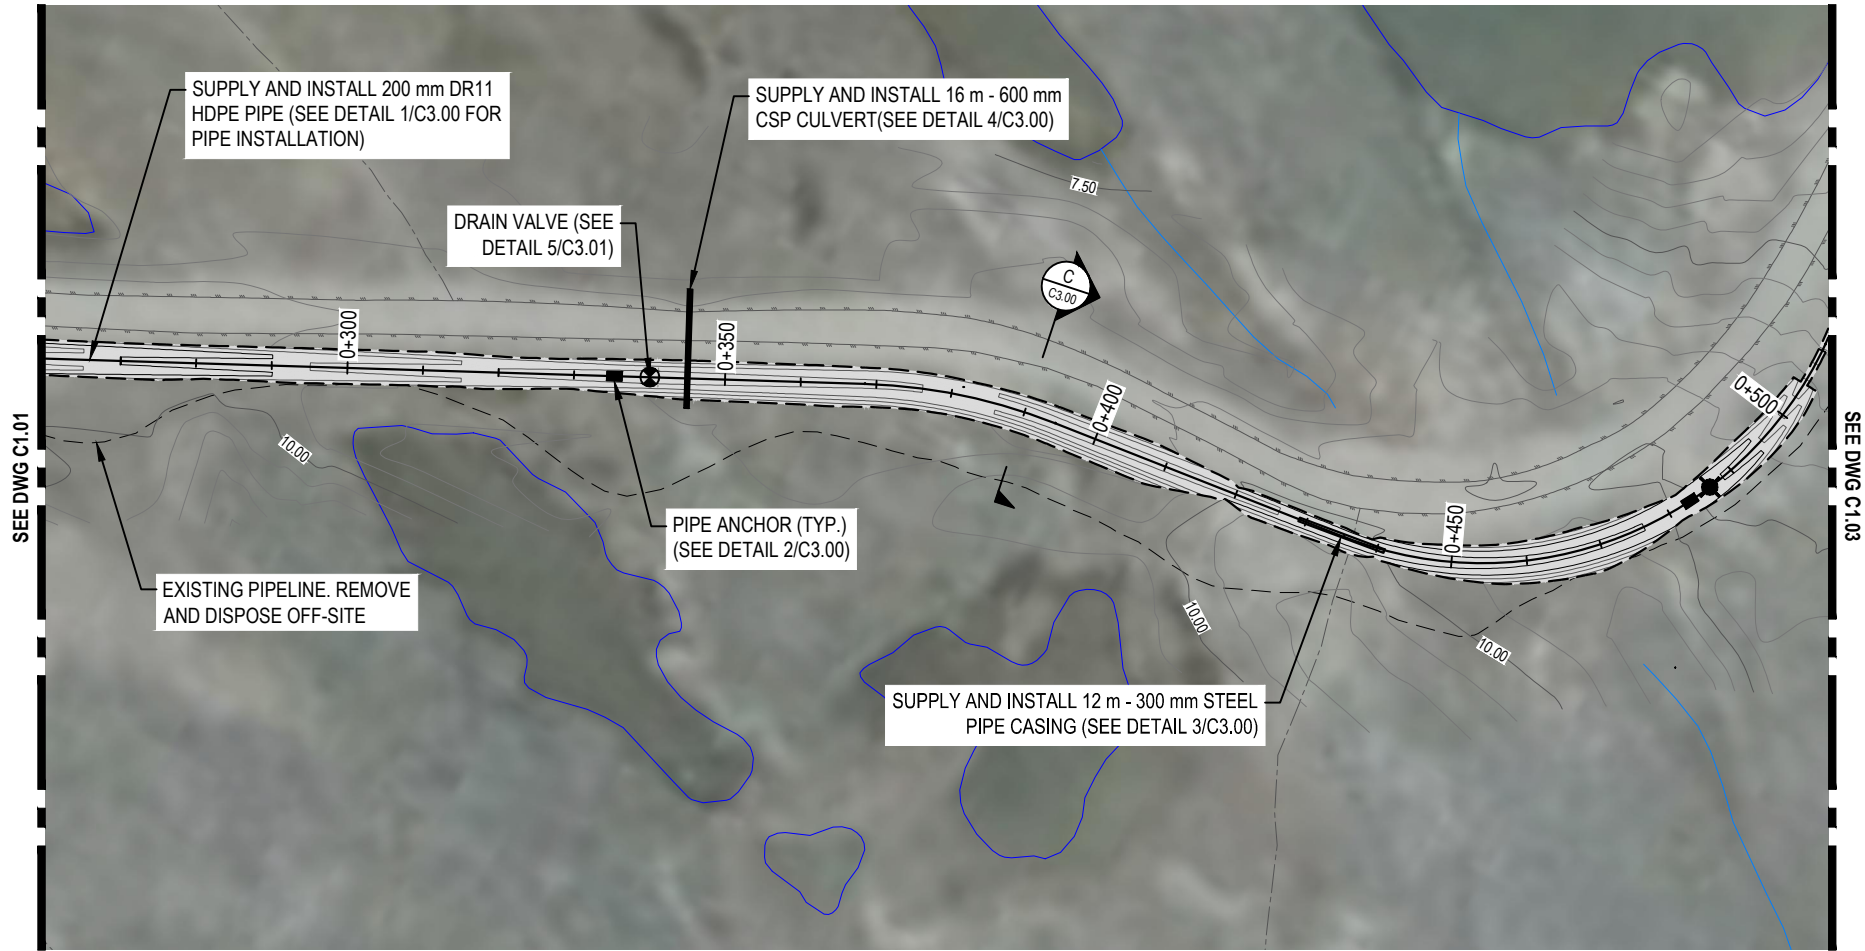 SUPPLY AND INSTALL 200 mm DR11
HDPE PIPE (SEE DETAIL 1/C3.00 FOR
PIPE INSTALLATION)
SUPPLY AND INSTALL 16 m - 600 mm
CSP CULVERT(SEE DETAIL 4/C3.00)
7.50
DRAIN VALVE (SEE
DETAIL 5/C3.01)
C
C3.00
0+300
0+350
0+400
0+450
0+500
SEE DWG C1.01
SEE DWG C1.03
10.00
PIPE ANCHOR (TYP.)
(SEE DETAIL 2/C3.00)
EXISTING PIPELINE. REMOVE
AND DISPOSE OFF-SITE
10.00
10.00
SUPPLY AND INSTALL 12 m - 300 mm STEEL
PIPE CASING (SEE DETAIL 3/C3.00)